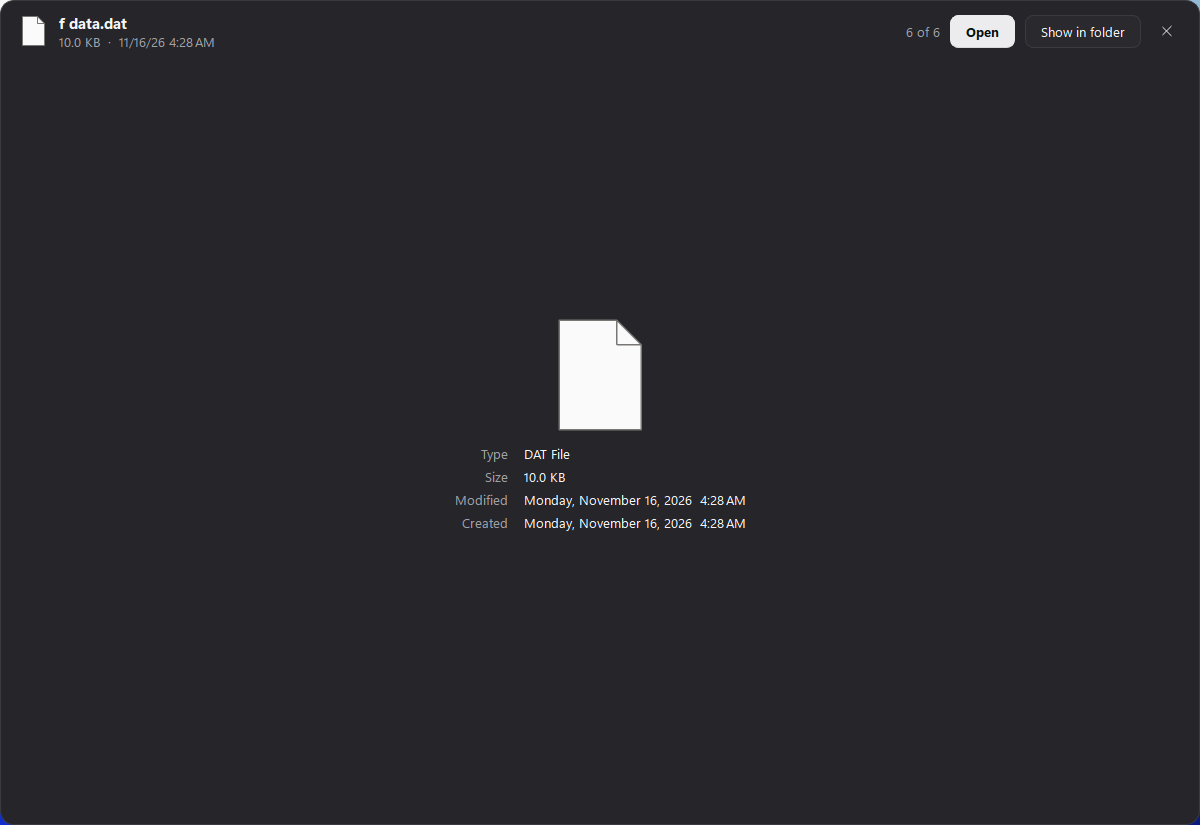 f data.dat
10.0 KB · 11/16/26 4:28 AM
6 of 6
Open
Show in folder
Type DAT File
Size 10.0 KB
Modified Monday, November 16, 2026 4:28 AM
Created Monday, November 16, 2026 4:28 AM